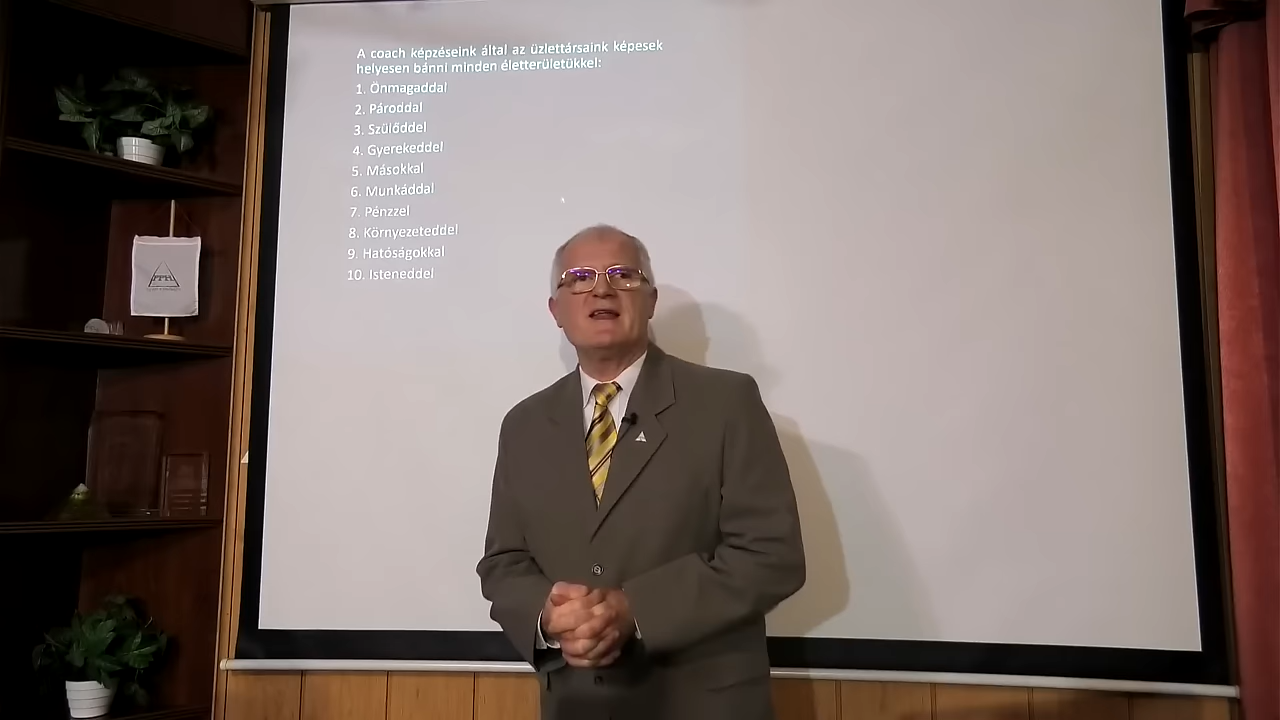 A coach képzéseink által az üzlettársaink képesek
helyesen bánni minden életterületükkel:
1. Önmagaddal
2. Pároddal
3. Szülőddel
4. Gyerekeddel
5. Másokkal
6. Munkáddal
7. Pénzzel
8. Környezeteddel
9. Hatóságokkal
10. Isteneddel